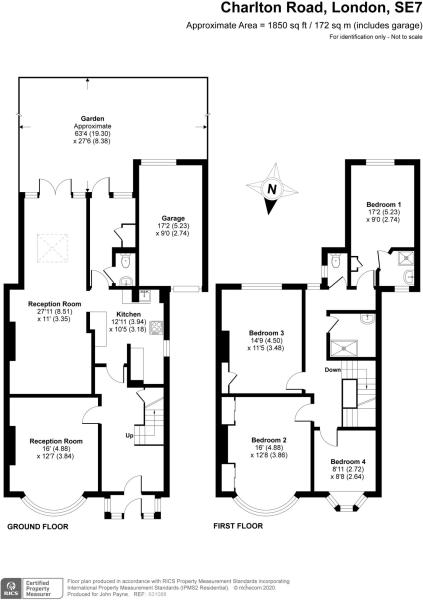 Charlton Road, London, SE7
Approximate Area = 1850 sq ft / 172 sq m (includes garage)
For identification only - Not to scale
Garden
Approximate
63'4 (19.30)
x 27'6 (8.38)
N
Garage
17'2 (5.23)
x 9'0 (2.74)
Bedroom 1
17'2 (5.23)
x 9'0 (2.74)
Reception Room
27'11 (8.51)
x 11' (3.35)
Kitchen
12'11 (3.94)
x 10'5 (3.18)
Bedroom 3
14'9 (4.50)
x 11'5 (3.48)
Down
Reception Room
16' (4.88)
x 12'7 (3.84)
Up
Bedroom 2
16' (4.88)
x 12'8 (3.86)
Bedroom 4
8'11 (2.72)
x 8'8 (2.64)
GROUND FLOOR
FIRST FLOOR
RICS
Certified
Property
Measurer
Floor plan produced in accordance with RICS Property Measurement Standards incorporating
International Property Measurement Standards (IPMS2 Residential). © nichecom 2020.
Produced for John Payne. REF: